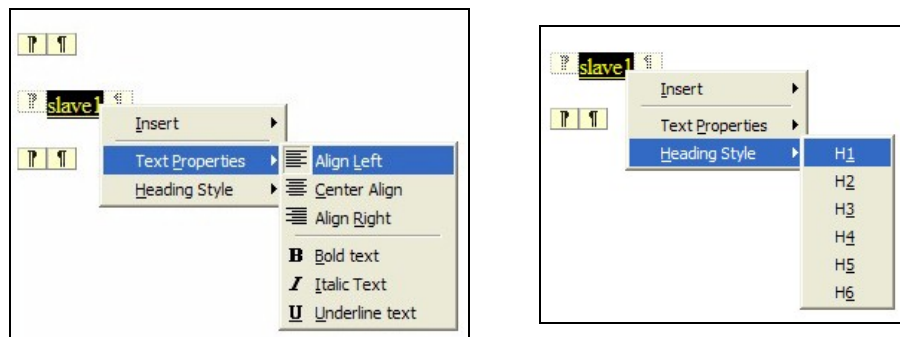 ⁋ ¶
⁋ slave1 ¶
Insert
Text Properties
Heading Style
⁋ ¶
Align Left
Center Align
Align Right
B Bold text
I Italic Text
U Underline text
⁋ slave1 ¶
Insert
⁋ ¶
Text Properties
Heading Style
H1
H2
H3
H4
H5
H6